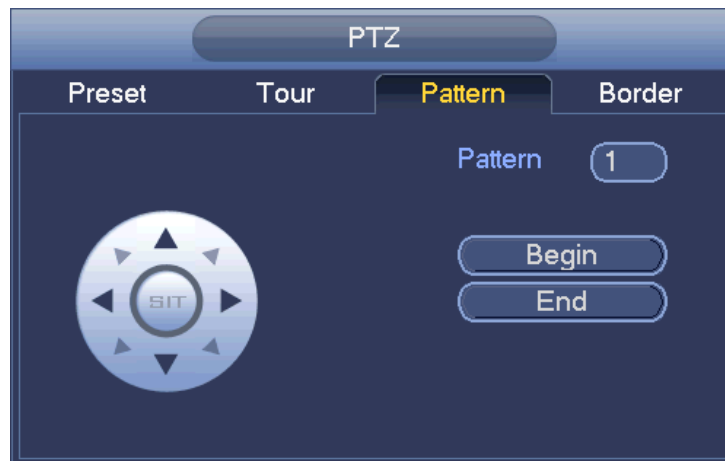 PTZ
Preset Tour Pattern Border
Pattern 1
Begin
SIT
End